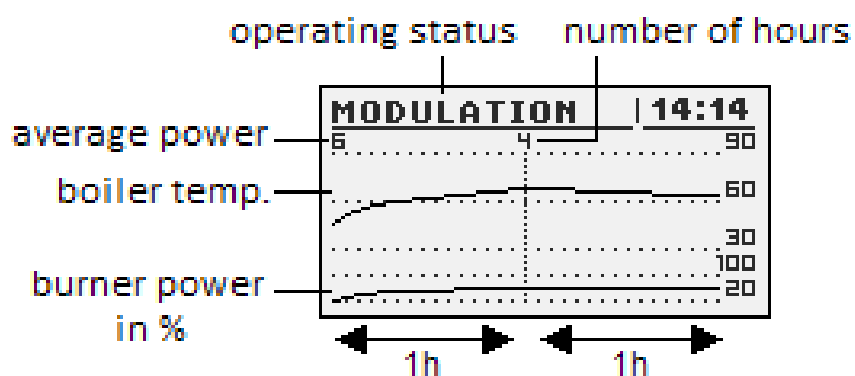 operating status
number of hours
MODULATION 14:14
average power
6 4 90
boiler temp.
60
30
100
burner power
in %
20
1h 1h